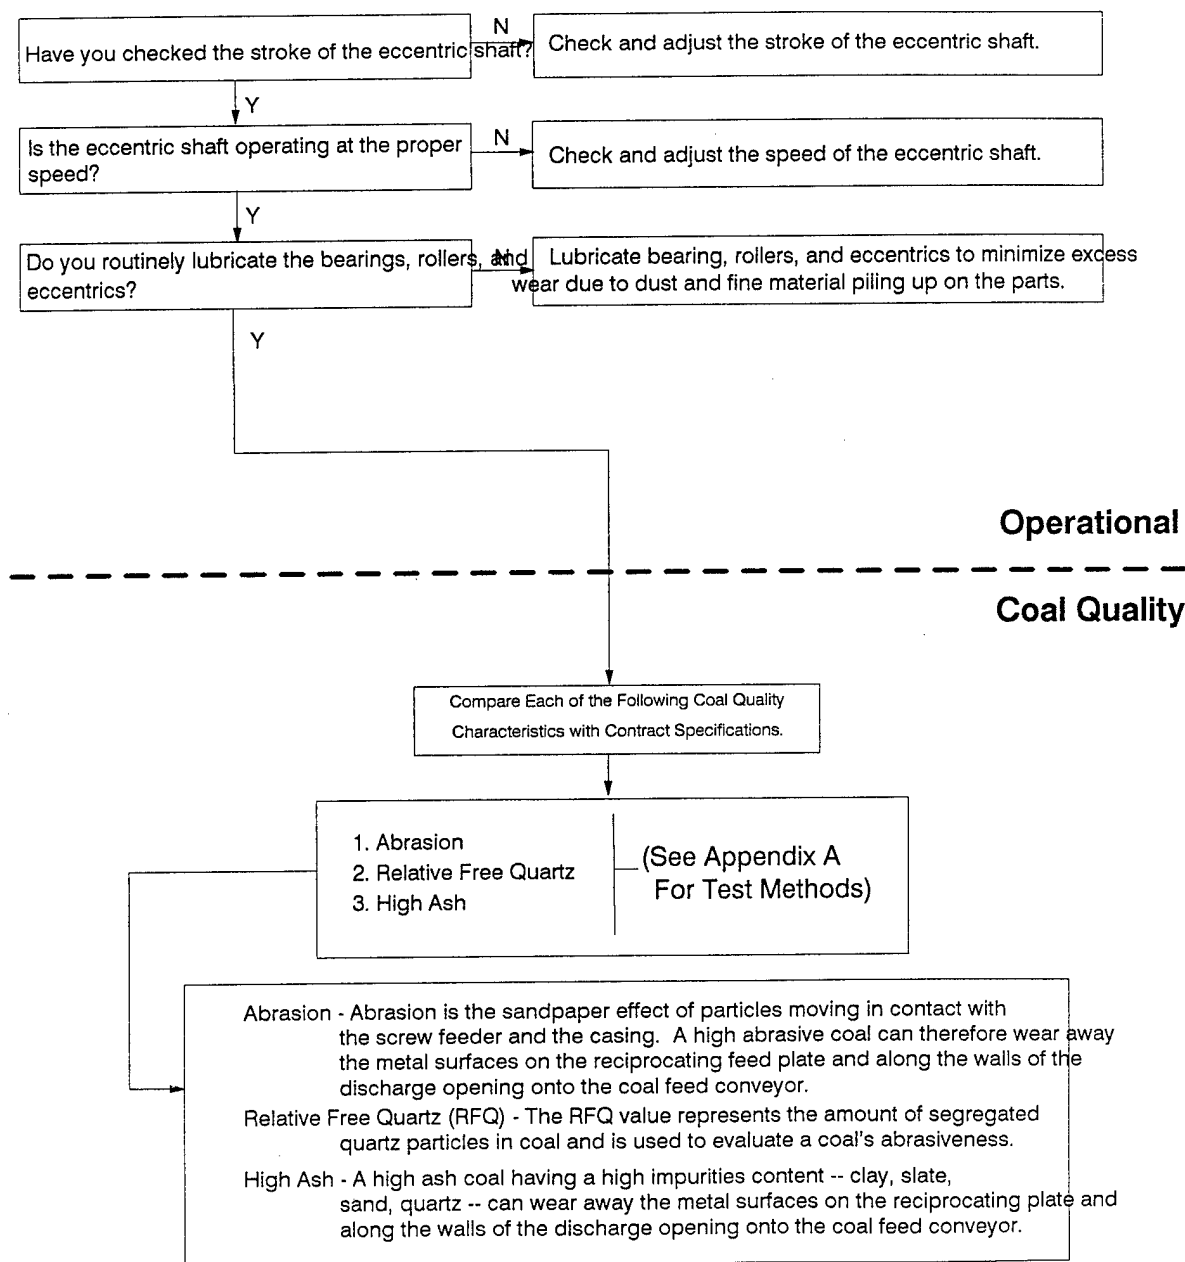 N
Have you checked the stroke of the eccentric shaft?
Check and adjust the stroke of the eccentric shaft.
Y
Is the eccentric shaft operating at the proper
speed?
N
Check and adjust the speed of the eccentric shaft.
Y
Do you routinely lubricate the bearings, rollers, and
eccentrics?
N
Lubricate bearing, rollers, and eccentrics to minimize excess
wear due to dust and fine material piling up on the parts.
Y
Operational
Coal Quality
Compare Each of the Following Coal Quality
Characteristics with Contract Specifications.
1. Abrasion
2. Relative Free Quartz
3. High Ash
(See Appendix A
For Test Methods)
Abrasion - Abrasion is the sandpaper effect of particles moving in contact with
the screw feeder and the casing. A high abrasive coal can therefore wear away
the metal surfaces on the reciprocating feed plate and along the walls of the
discharge opening onto the coal feed conveyor.
Relative Free Quartz (RFQ) - The RFQ value represents the amount of segregated
quartz particles in coal and is used to evaluate a coal's abrasiveness.
High Ash - A high ash coal having a high impurities content -- clay, slate,
sand, quartz -- can wear away the metal surfaces on the reciprocating plate and
along the walls of the discharge opening onto the coal feed conveyor.